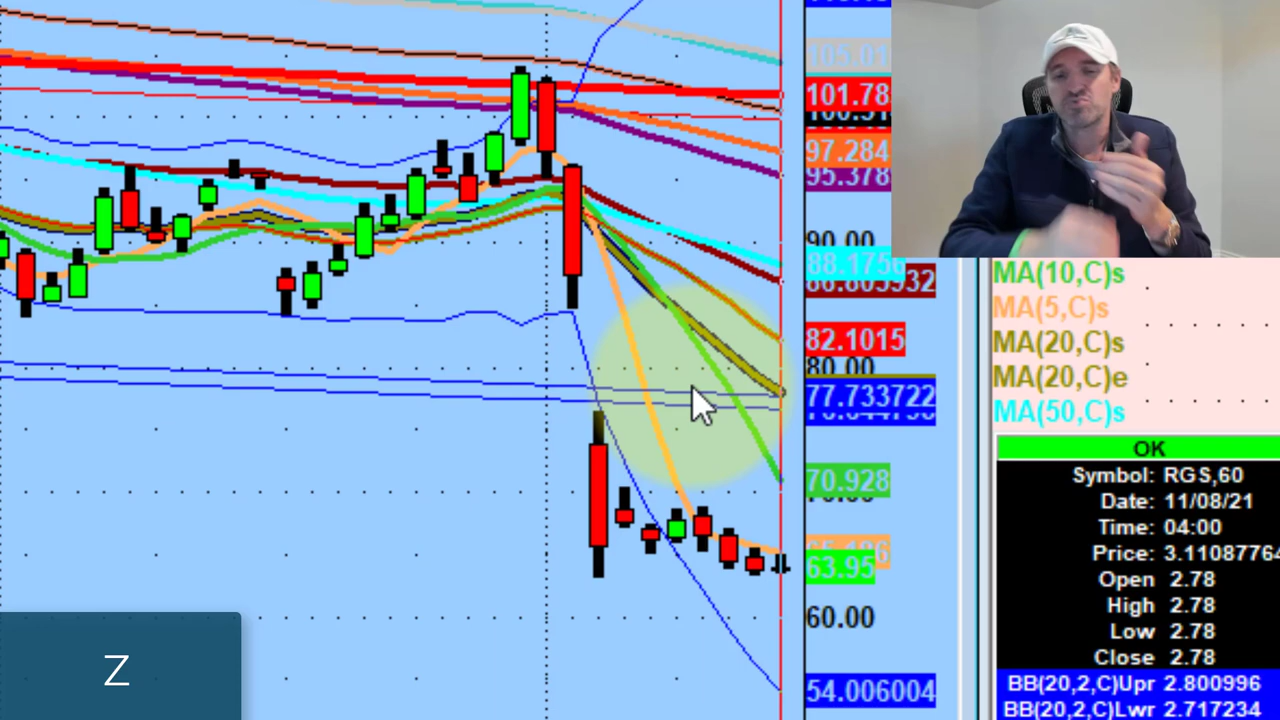 105.01
101.78
97.284
95.378
90.00
88.1756
82.1015
80.00
77.733722
70.928
63.95
60.00
54.006004
MA(10,C)s
MA(5,C)s
MA(20,C)s
MA(20,C)e
MA(50,C)s
OK
Symbol: RGS,60
Date: 11/08/21
Time: 04:00
Price: 3.11087764
Open 2.78
High 2.78
Low 2.78
Close 2.78
BB(20,2,C)Upr 2.800996
BB(20,2,C)Lwr 2.717234
Z